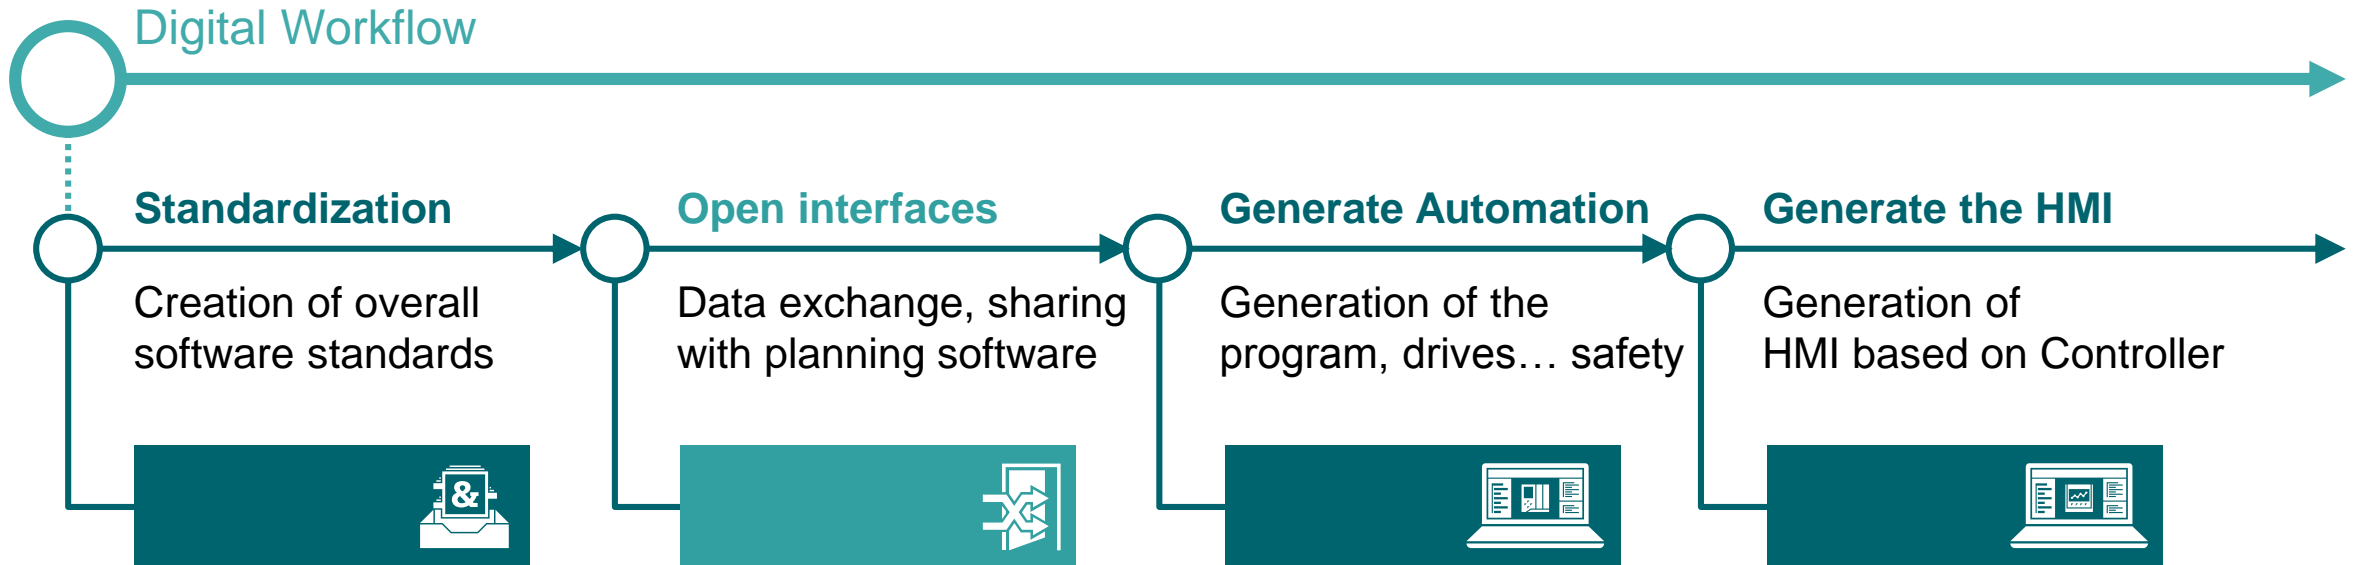 Digital Workflow
Standardization
Creation of overall
software standards
&
Open interfaces
Data exchange, sharing
with planning software
Generate Automation
Generation of the
program, drives… safety
Generate the HMI
Generation of
HMI based on Controller